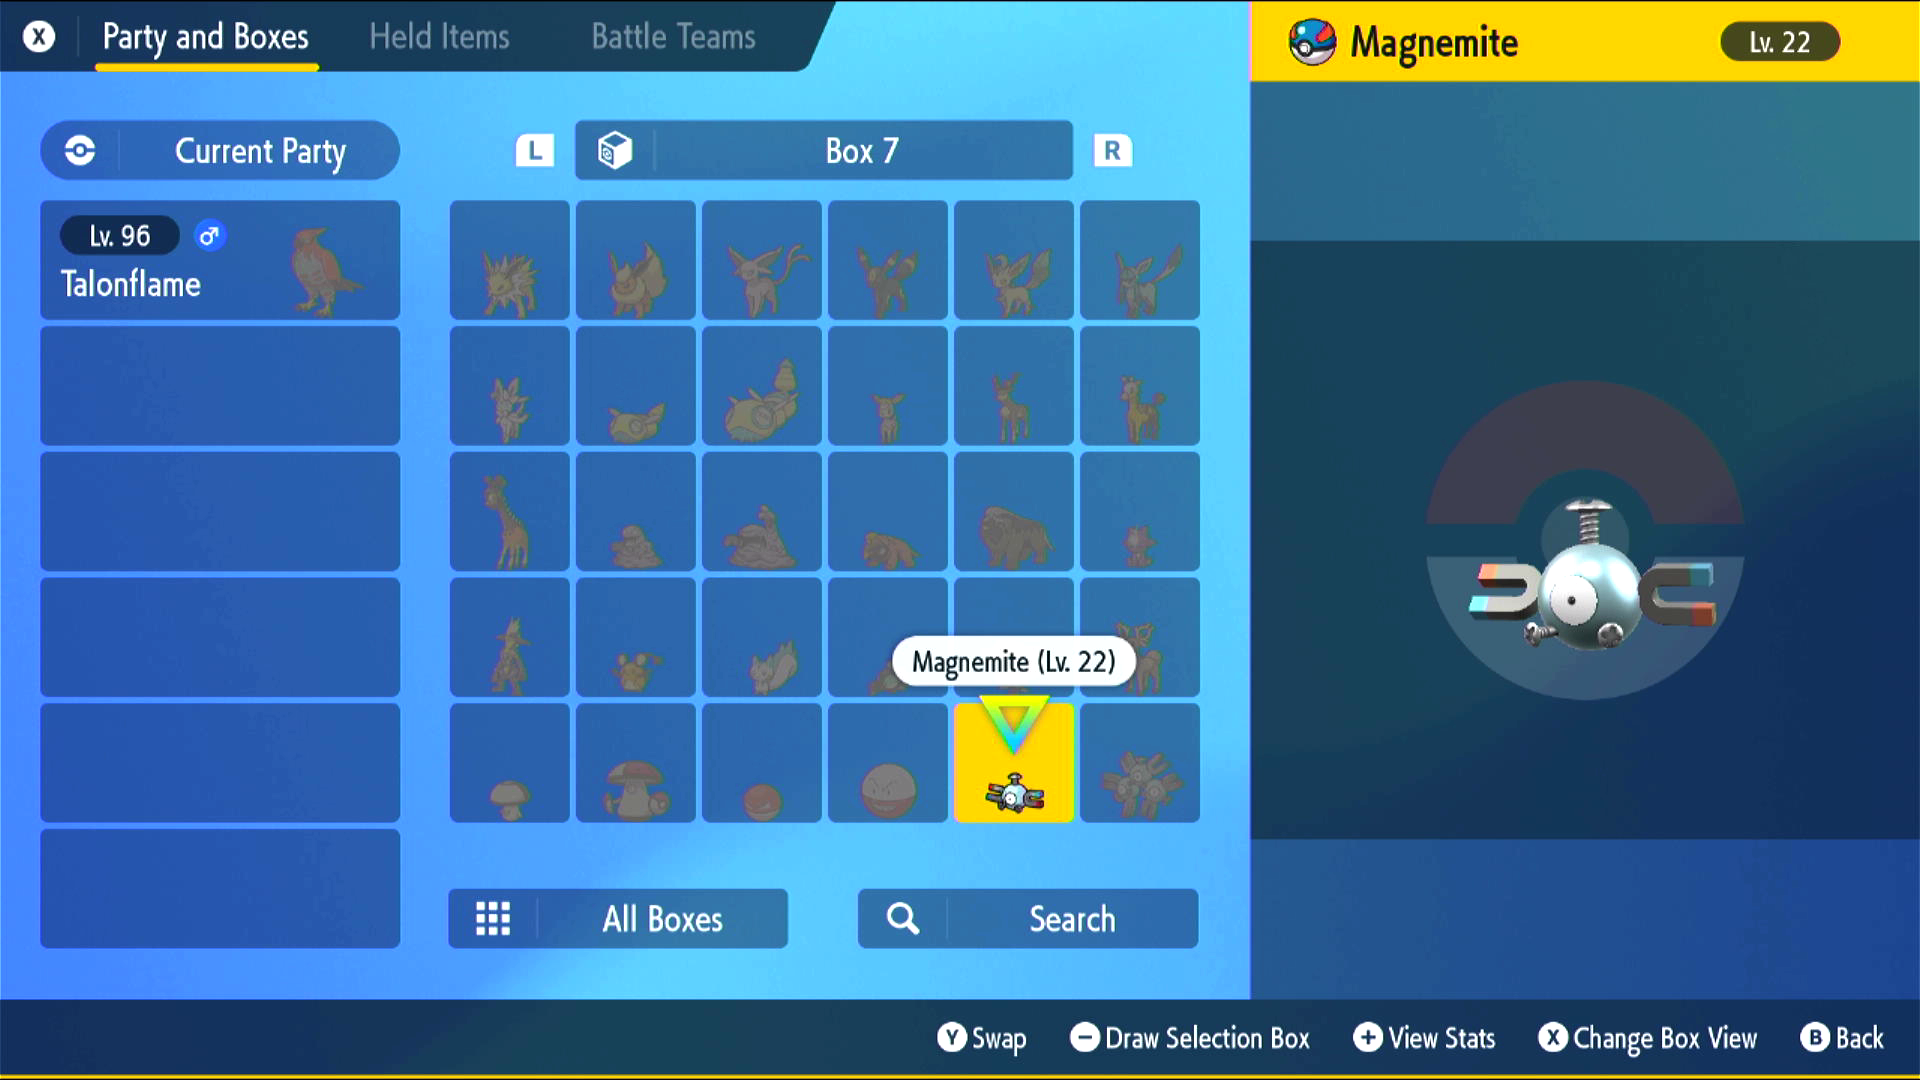 X Party and Boxes Held Items Battle Teams
Magnemite Lv. 22
Current Party
L Box 7 R
Lv. 96
Talonflame
Magnemite (Lv. 22)
All Boxes
Search
Y Swap - Draw Selection Box + View Stats X Change Box View B Back